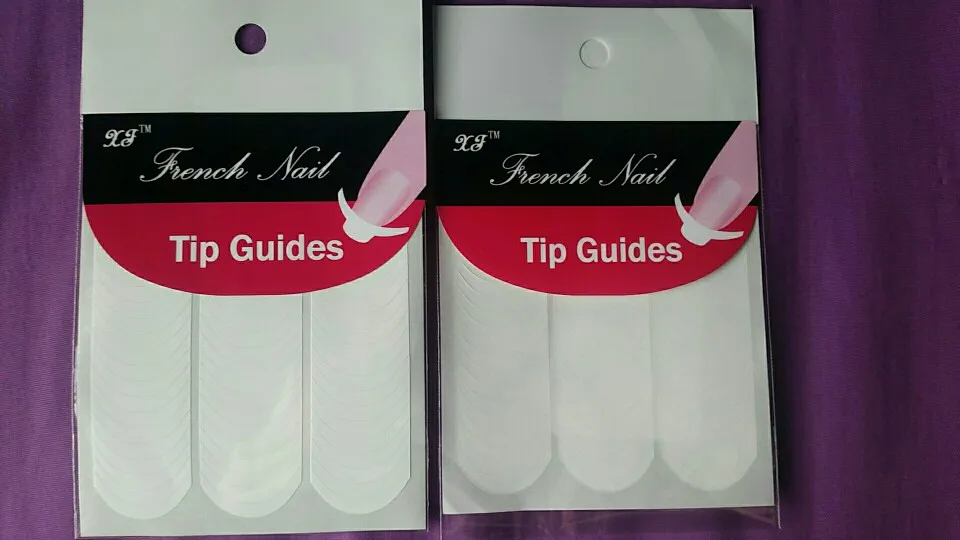 XF™
French Nail
Tip Guides
XF™
French Nail
Tip Guides